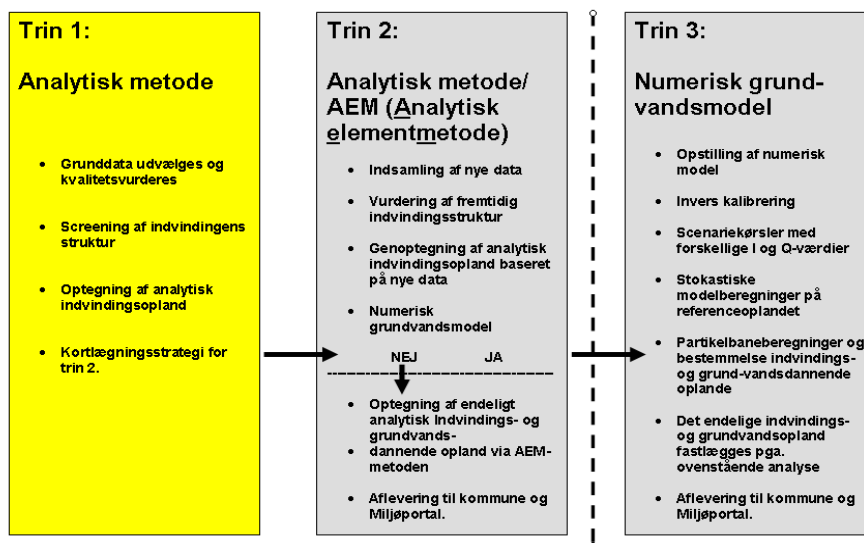 Trin 1:
Analytisk metode
• Grunddata udvælges og
kvalitetsvurderes
• Screening af indvindingens
struktur
• Optegning af analytisk
indvindingsopland
• Kortlægningsstrategi for
trin 2.
Trin 2:
Analytisk metode/
AEM (Analytisk
elementmetode)
• Indsamling af nye data
• Vurdering af fremtidig
indvindingsstruktur
• Genoptegning af analytisk
indvindingsopland baseret
på nye data
• Numerisk
grundvandsmodel
NEJ JA
• Optegning af endeligt
analytisk Indvindings- og
grundvands-
• dannende opland via AEM-
metoden
• Aflevering til kommune og
Miljøportal.
Trin 3:
Numerisk grund-
vandsmodel
• Opstilling af numerisk
model
• Invers kalibrering
• Scenariekørsler med
forskellige I og Q-værdier
• Stokastiske
modelberegninger på
referenceoplandet
• Partikelbaneberegninger og
bestemmelse indvindings-
og grund-vandsdannende
oplande
• Det endelige indvindings-
og grundvandsopland
fastlægges pga.
ovenstående analyse
• Aflevering til kommune og
Miljøportal.